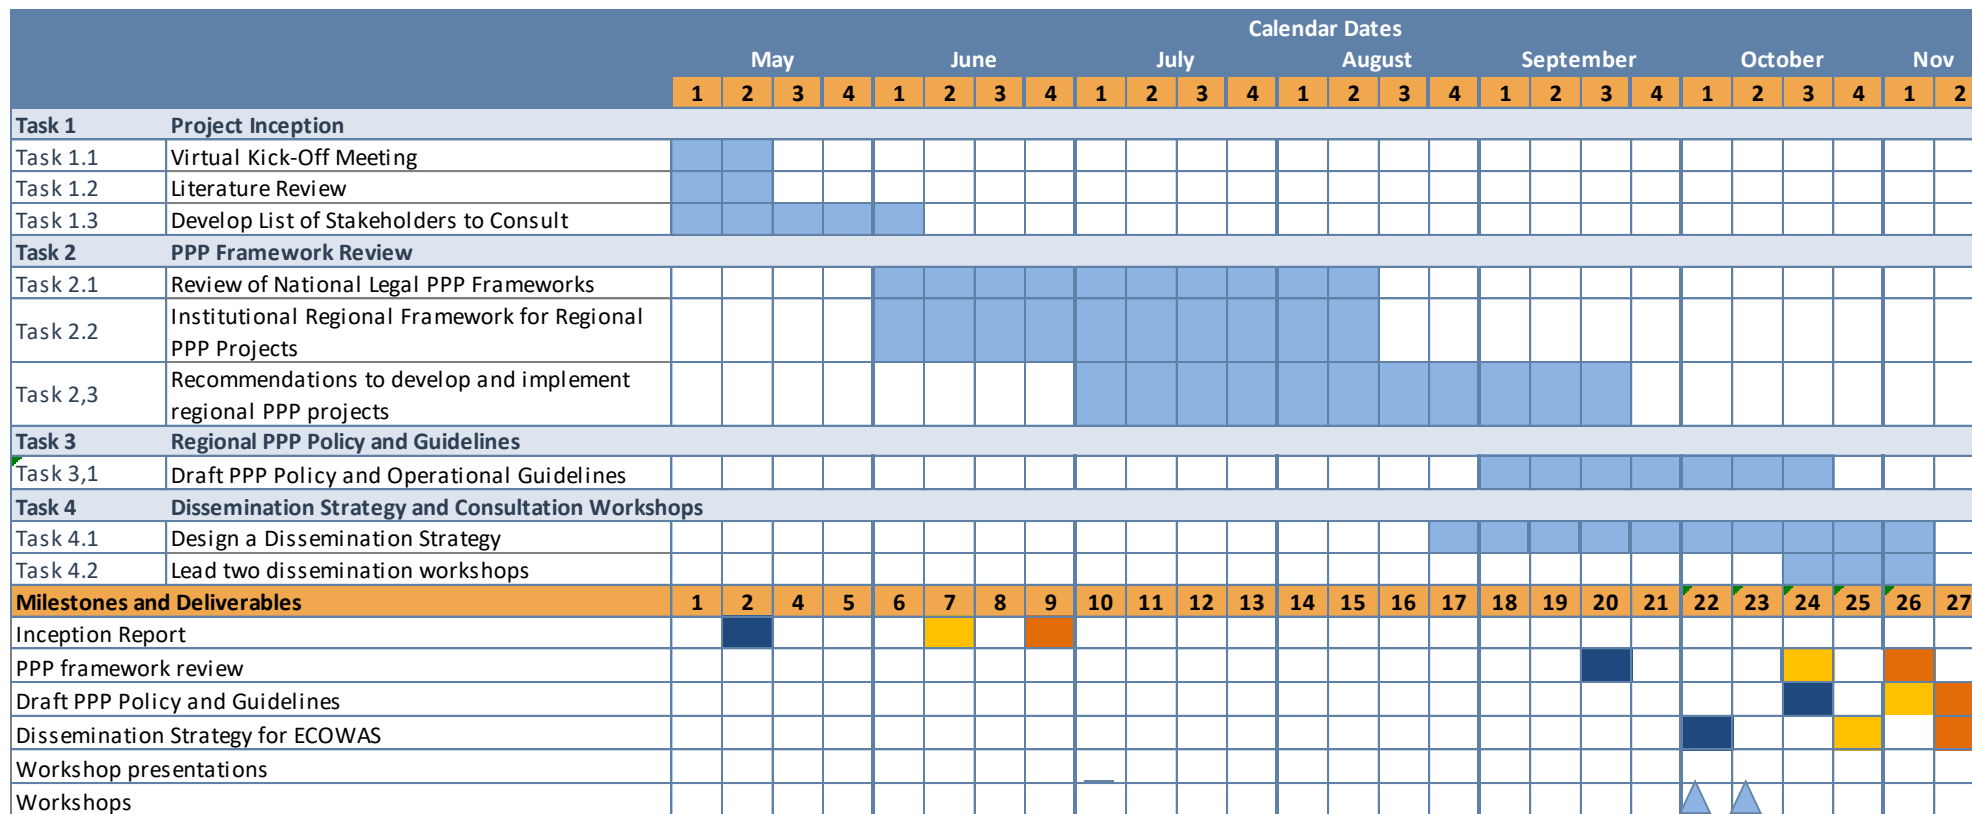 Calendar Dates
May June July August September October Nov
1 2 3 4 1 2 3 4 1 2 3 4 1 2 3 4 1 2 3 4 1 2 3 4 1 2
Task 1 Project Inception
Task 1.1 Virtual Kick-Off Meeting
Task 1.2 Literature Review
Task 1.3 Develop List of Stakeholders to Consult
Task 2 PPP Framework Review
Task 2.1 Review of National Legal PPP Frameworks
Task 2.2 Institutional Regional Framework for Regional
PPP Projects
Task 2,3 Recommendations to develop and implement
regional PPP projects
Task 3 Regional PPP Policy and Guidelines
Task 3,1 Draft PPP Policy and Operational Guidelines
Task 4 Dissemination Strategy and Consultation Workshops
Task 4.1 Design a Dissemination Strategy
Task 4.2 Lead two dissemination workshops
Milestones and Deliverables 1 2 4 5 6 7 8 9 10 11 12 13 14 15 16 17 18 19 20 21 22 23 24 25 26 27
Inception Report
PPP framework review
Draft PPP Policy and Guidelines
Dissemination Strategy for ECOWAS
Workshop presentations
Workshops